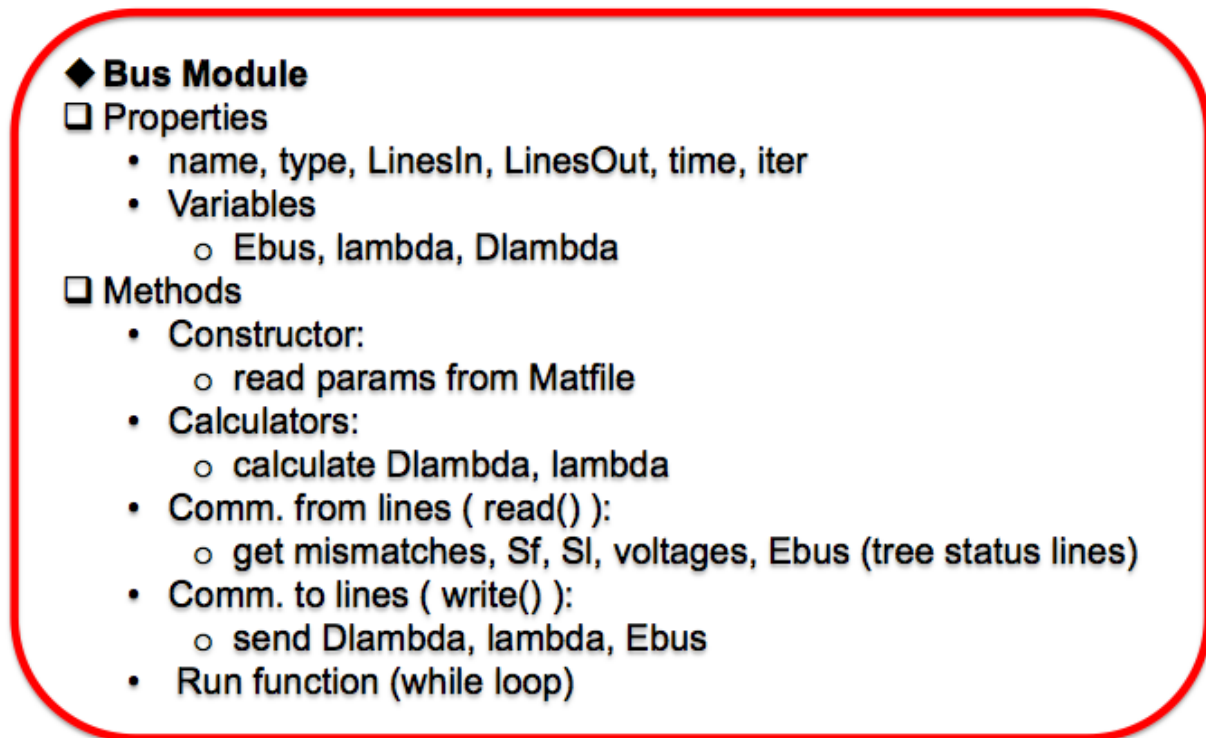 ◆ Bus Module
❑ Properties
• name, type, LinesIn, LinesOut, time, iter
• Variables
o Ebus, lambda, Dlambda
❑ Methods
• Constructor:
o read params from Matfile
• Calculators:
o calculate Dlambda, lambda
• Comm. from lines ( read() ):
o get mismatches, Sf, Sl, voltages, Ebus (tree status lines)
• Comm. to lines ( write() ):
o send Dlambda, lambda, Ebus
• Run function (while loop)